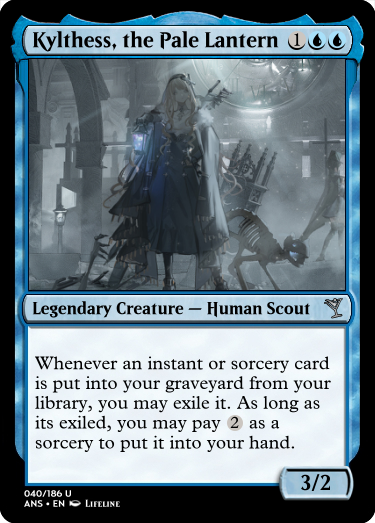 Kylthess, the Pale Lantern 1
Legendary Creature — Human Scout
Whenever an instant or sorcery card
is put into your graveyard from your
library, you may exile it. As long as
its exiled, you may pay 2 as a
sorcery to put it into your hand.
3/2
040/186 U
ANS • EN Lifeline